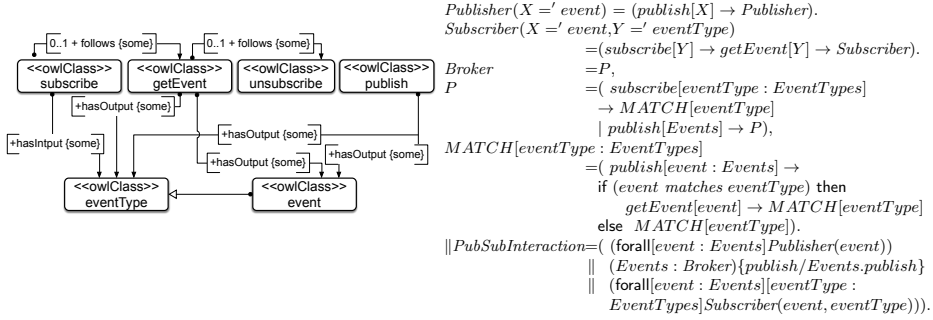 0..1 + follows {some}
0..1 + follows {some}
<<owlClass>>
subscribe
<<owlClass>>
getEvent
<<owlClass>>
unsubscribe
<<owlClass>>
publish
+hasOutput {some}
+hasOutput {some}
+hasIntput {some}
+hasOutput {some}
+hasOutput {some}
<<owlClass>>
eventType
<<owlClass>>
event
Publisher(X =′ event) = (publish[X] → Publisher).
Subscriber(X =′ event,Y =′ eventType)
=(subscribe[Y] → getEvent[Y] → Subscriber).
Broker =P,
P =( subscribe[eventType : EventTypes]
→ MATCH[eventType]
| publish[Events] → P),
MATCH[eventType : EventTypes]
=( publish[event : Events] →
if (event matches eventType) then
getEvent[event] → MATCH[eventType]
else MATCH[eventType]).
‖PubSubInteraction=( (forall[event : Events]Publisher(event))
‖ (Events : Broker){publish/Events.publish}
‖ (forall[event : Events][eventType :
EventTypes]Subscriber(event, eventType))).